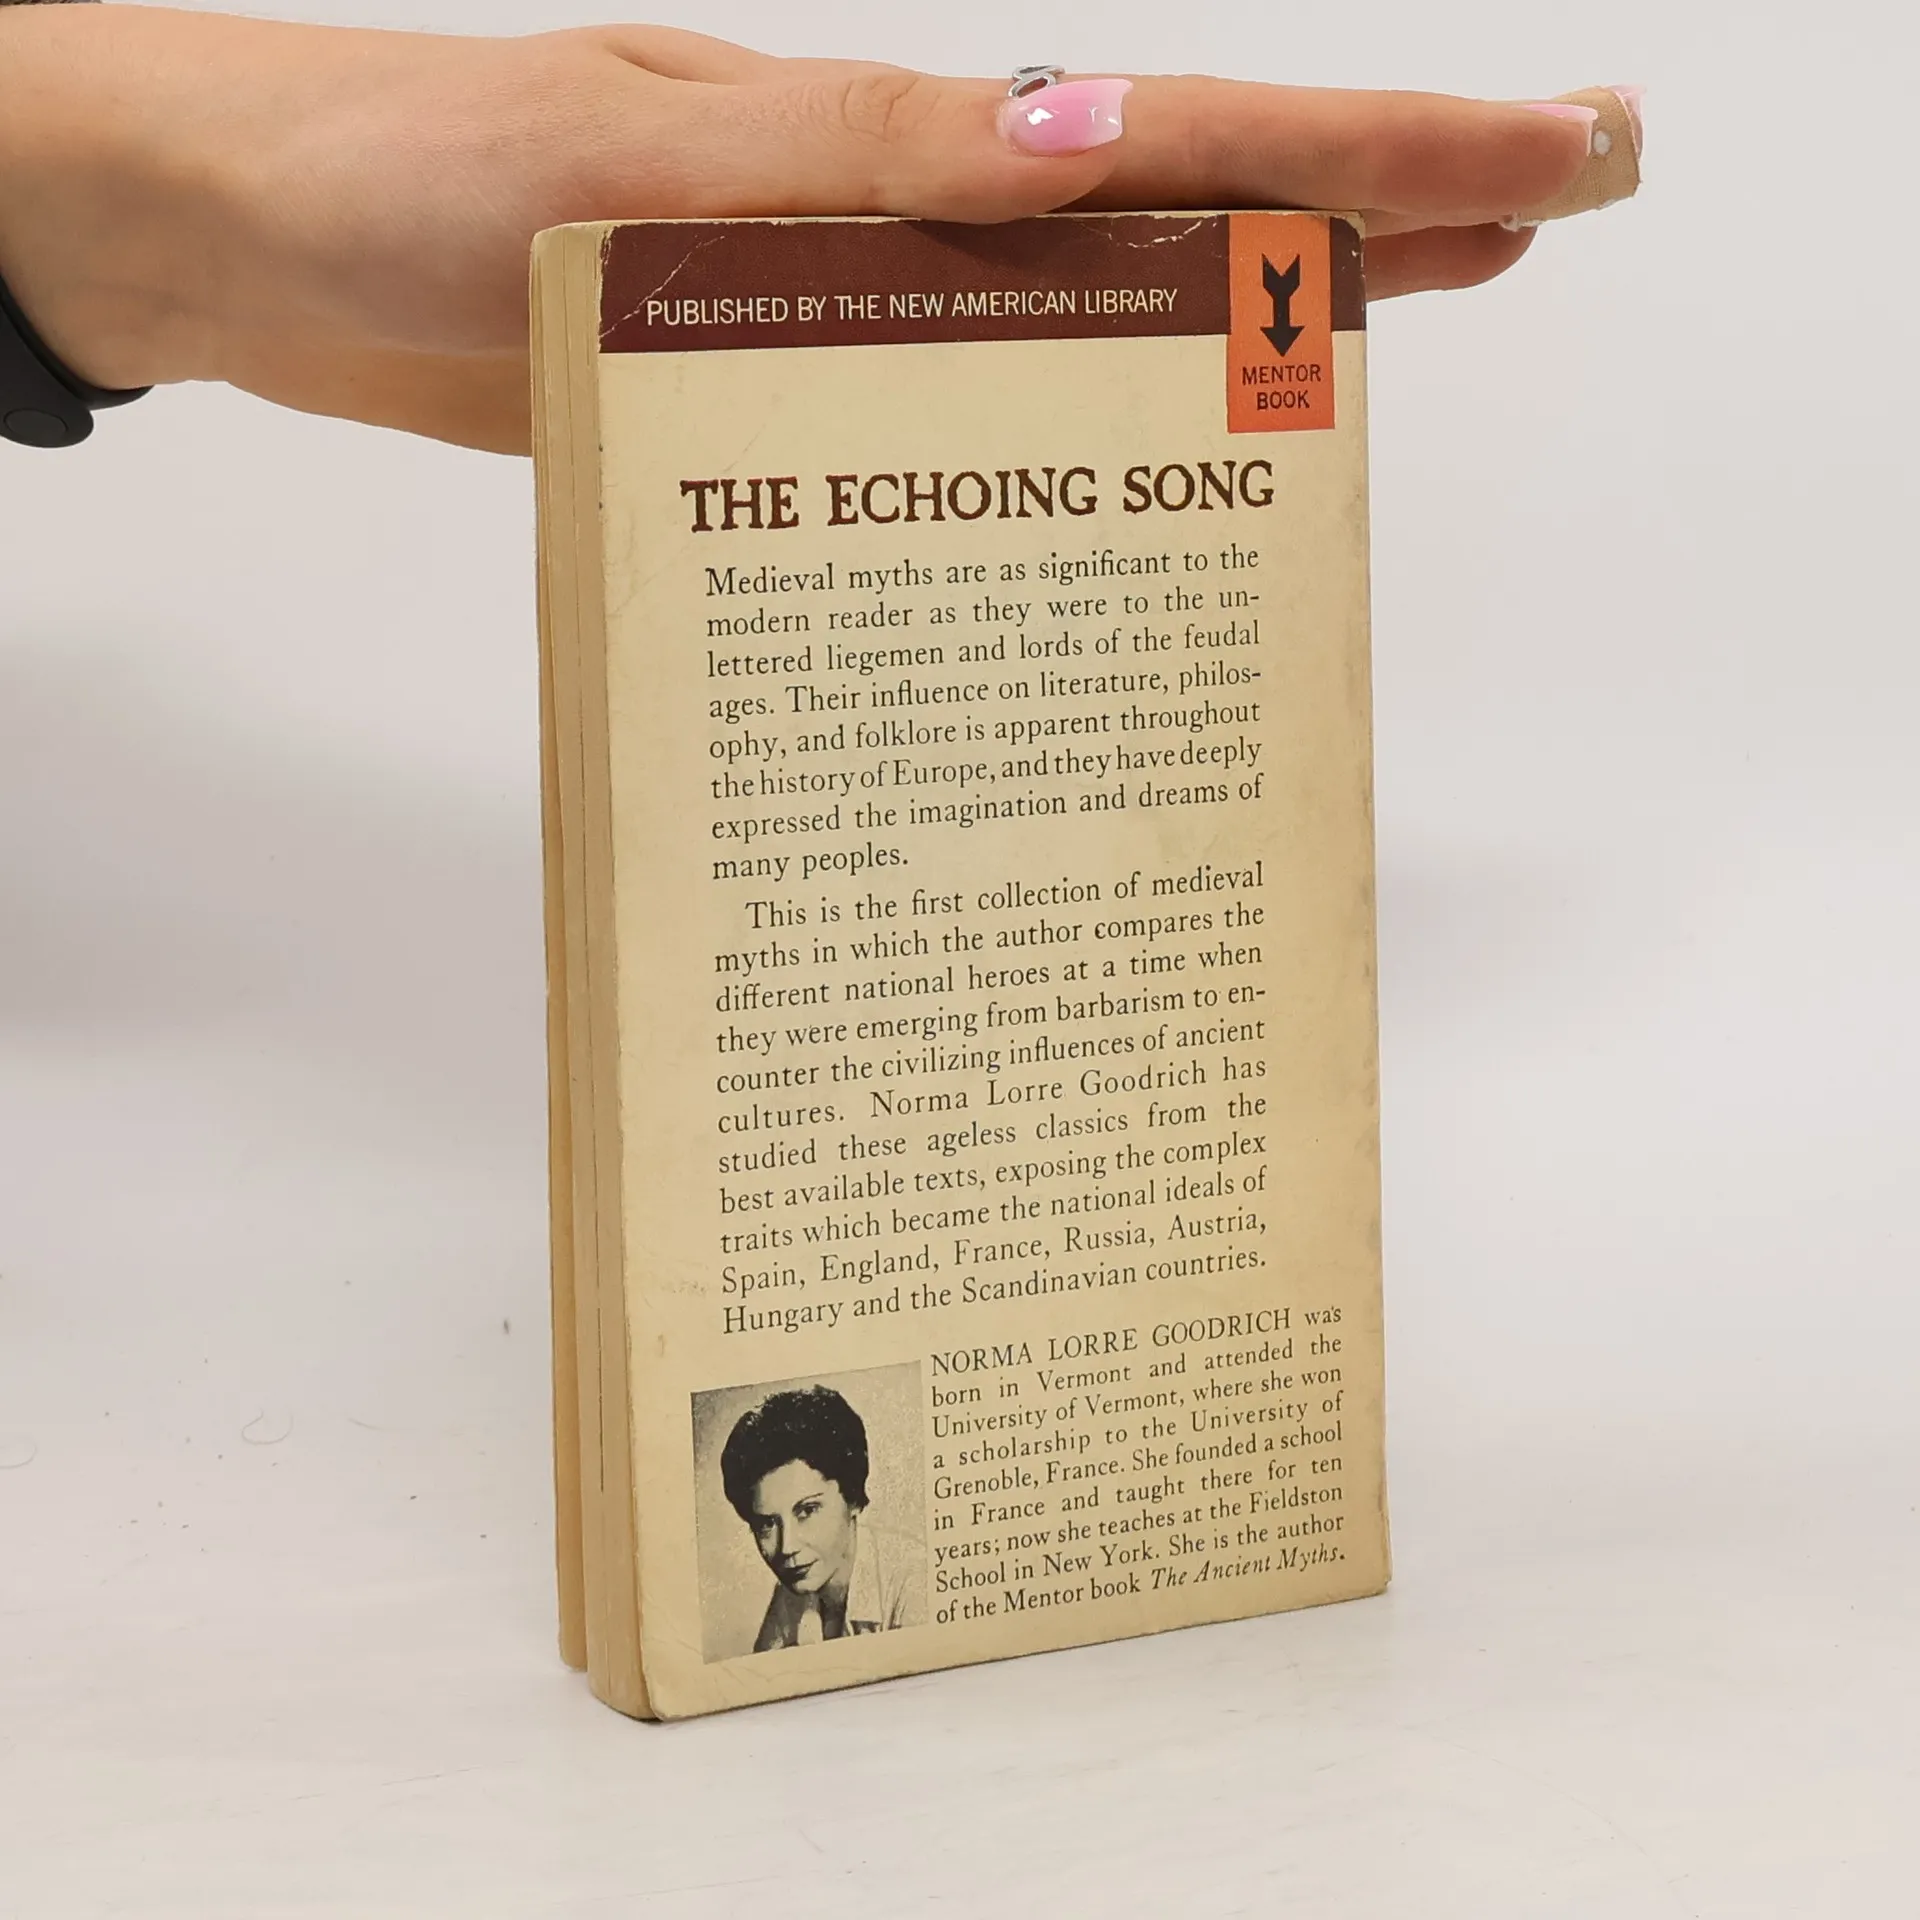 PUBLISHED BY THE NEW AMERICAN LIBRARY
MENTOR
BOOK
THE ECHOING SONG
Medieval myths are as significant to the
modern reader as they were to the un-
lettered liegemen and lords of the feudal
ages. Their influence on literature, philos-
ophy, and folklore is apparent throughout
the history of Europe, and they have deeply
expressed the imagination and dreams of
many peoples.
This is the first collection of medieval
myths in which the author compares the
different national heroes at a time when
they were emerging from barbarism to en-
counter the civilizing influences of ancient
cultures. Norma Lorre Goodrich has
studied these ageless classics from the
best available texts, exposing the complex
traits which became the national ideals of
Spain, England, France, Russia, Austria,
Hungary and the Scandinavian countries.
NORMA LORRE GOODRICH was
born in Vermont and attended the
University of Vermont, where she won
a scholarship to the University of
Grenoble, France. She founded a school
in France and taught there for ten
years; now she teaches at the Fieldston
School in New York. She is the author
of the Mentor book The Ancient Myths.